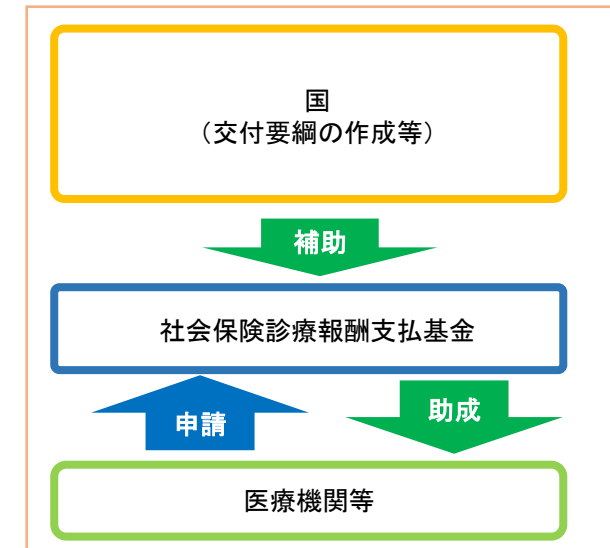 国
（交付要綱の作成等）
補助
社会保険診療報酬支払基金
申請
助成
医療機関等